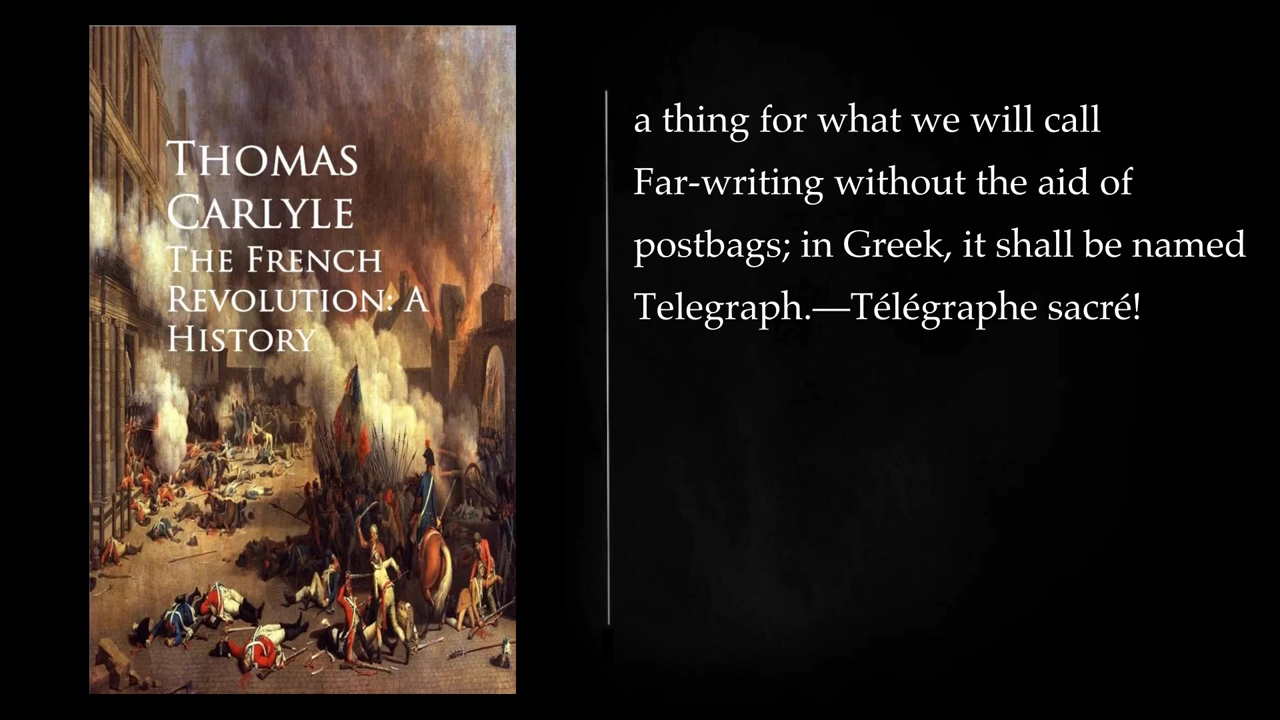 THOMAS
CARLYLE
THE FRENCH
REVOLUTION: A
HISTORY
a thing for what we will call
Far-writing without the aid of
postbags; in Greek, it shall be named
Telegraph.—Télégraphe sacré!